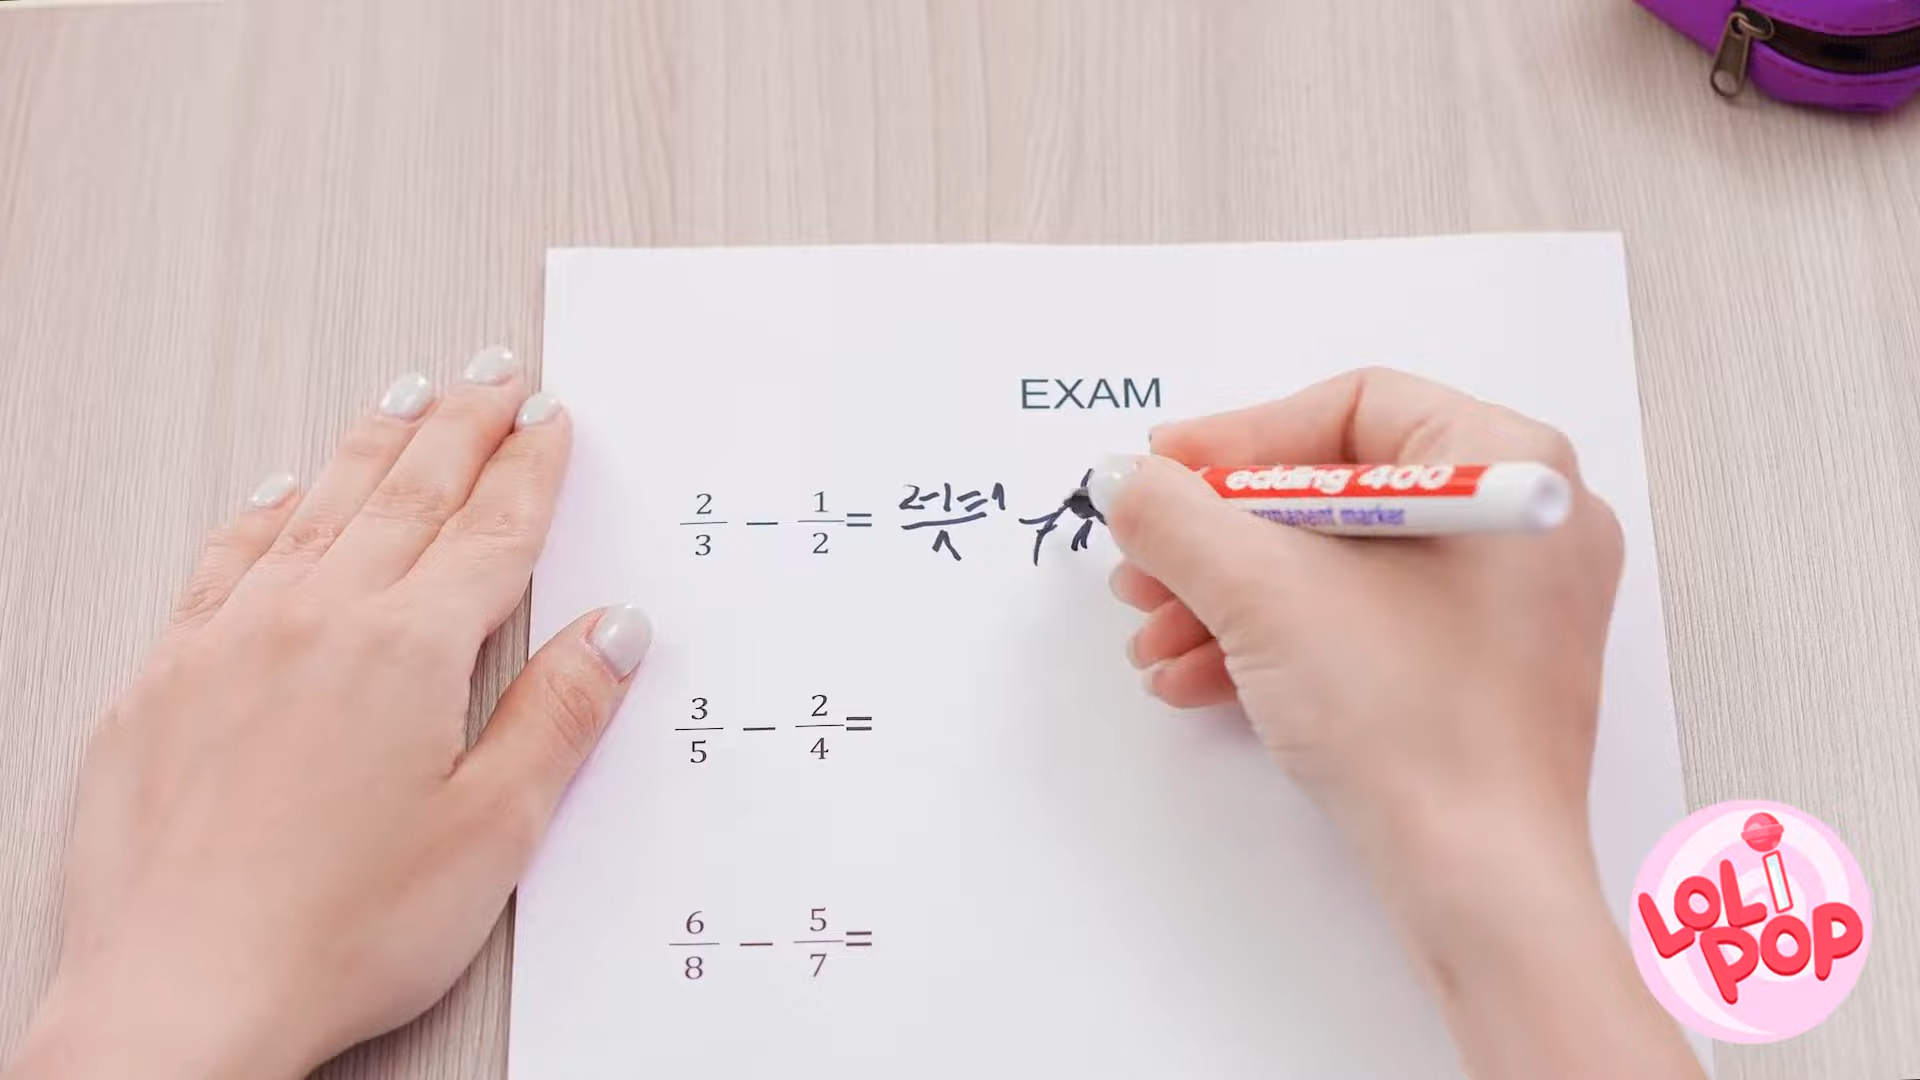 EXAM
2/3 − 1/2 = 2-1=1
1
3/5 − 2/4 =
6/8 − 5/7 =
edding 400
permanent marker
LOLiPOP